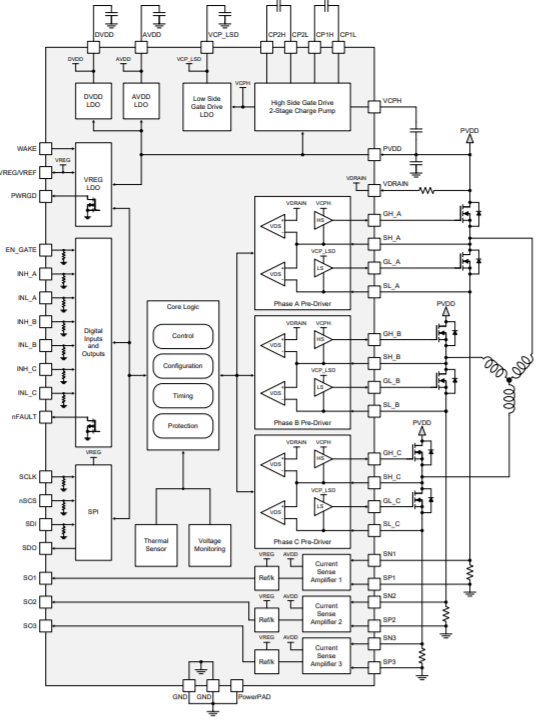 DVDD
AVDD
VCP_LSD
CP2H
CP2L
CP1H
CP1L
DVDD
AVDD
VCP_LSD
VCPH
DVDD
LDO
AVDD
LDO
Low Side
Gate Drive
LDO
High Side Gate Drive
2-Stage Charge Pump
VCPH
PVDD
PVDD
WAKE
VREG
VREG/VREF
VREG
LDO
PWRGD
VDRAIN
VDRAIN
VDRAIN
VCPH
VDS
HS
VCP_LSD
VDS
LS
Phase A Pre-Driver
GH_A
SH_A
GL_A
SL_A
EN_GATE
INH_A
INL_A
INH_B
INL_B
INH_C
INL_C
nFAULT
Digital
Inputs
and
Outputs
Core Logic
Control
Configuration
Timing
Protection
VDRAIN
VCPH
VDS
HS
VCP_LSD
VDS
LS
Phase B Pre-Driver
PVDD
GH_B
SH_B
GL_B
SL_B
VDRAIN
VCPH
VDS
HS
VCP_LSD
VDS
LS
Phase C Pre-Driver
PVDD
GH_C
SH_C
GL_C
SL_C
VREG
SCLK
nSCS
SDI
SDO
SPI
Thermal
Sensor
Voltage
Monitoring
SO1
SO2
SO3
VREG
AVDD
Ref/k
Current
Sense
Amplifier 1
SN1
SP1
VREG
AVDD
Ref/k
Current
Sense
Amplifier 2
SN2
SP2
VREG
AVDD
Ref/k
Current
Sense
Amplifier 3
SN3
SP3
GND
GND
PowerPAD